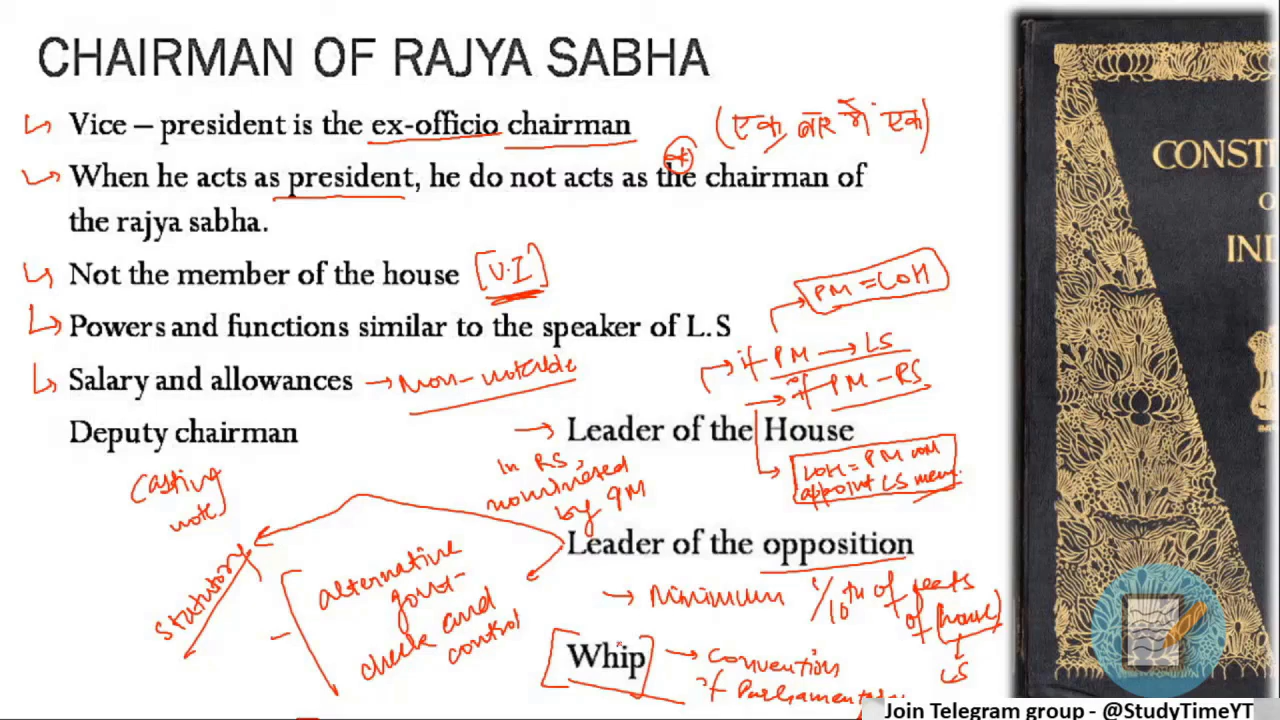 CHAIRMAN OF RAJYA SABHA
Vice – president is the ex-officio chairman
(एक बार में एक)
When he acts as president, he do not acts as the chairman of
the rajya sabha.
Not the member of the house
[V.I]
PM = LOH
Powers and functions similar to the speaker of L.S
if PM → LS
Salary and allowances
→ Non-votable
→ if PM – RS
Deputy chairman
→ Leader of the House
LOH = PM
appoint LS mem.
in RS,
nominated
by PM
Casting
vote
Leader of the opposition
statutory
alternative
govt
check and
control
→ Minimum 1/10th of seats
of house
LS
Whip
→ Convention
of Parliamentary
CONST
O
IND
Join Telegram group - @StudyTimeYT